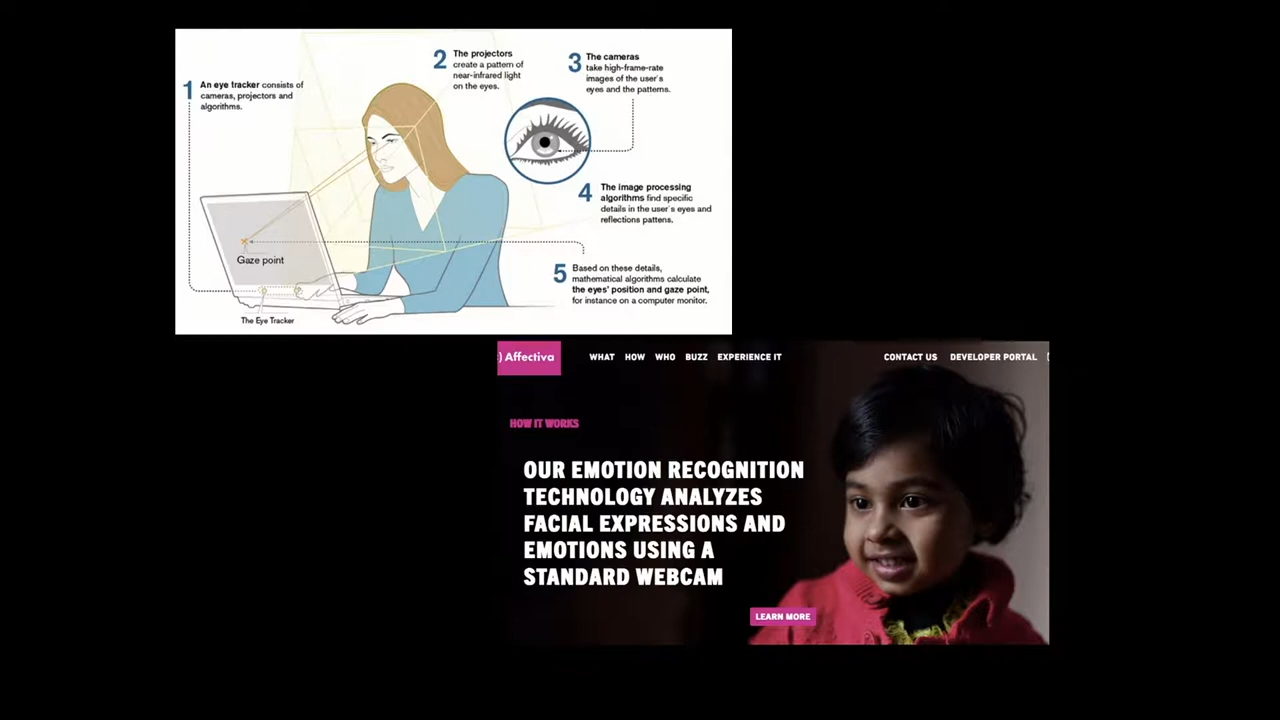 1 An eye tracker consists of
cameras, projectors and
algorithms.
2 The projectors
create a pattern of
near-infrared light
on the eyes.
3 The cameras
take high-frame-rate
images of the user's
eyes and the patterns.
4 The image processing
algorithms find specific
details in the user's eyes and
reflections pattens.
Gaze point
5 Based on these details,
mathematical algorithms calculate
the eyes' position and gaze point,
for instance on a computer monitor.
The Eye Tracker
) Affectiva
WHAT HOW WHO BUZZ EXPERIENCE IT
CONTACT US DEVELOPER PORTAL
HOW IT WORKS
OUR EMOTION RECOGNITION
TECHNOLOGY ANALYZES
FACIAL EXPRESSIONS AND
EMOTIONS USING A
STANDARD WEBCAM
LEARN MORE